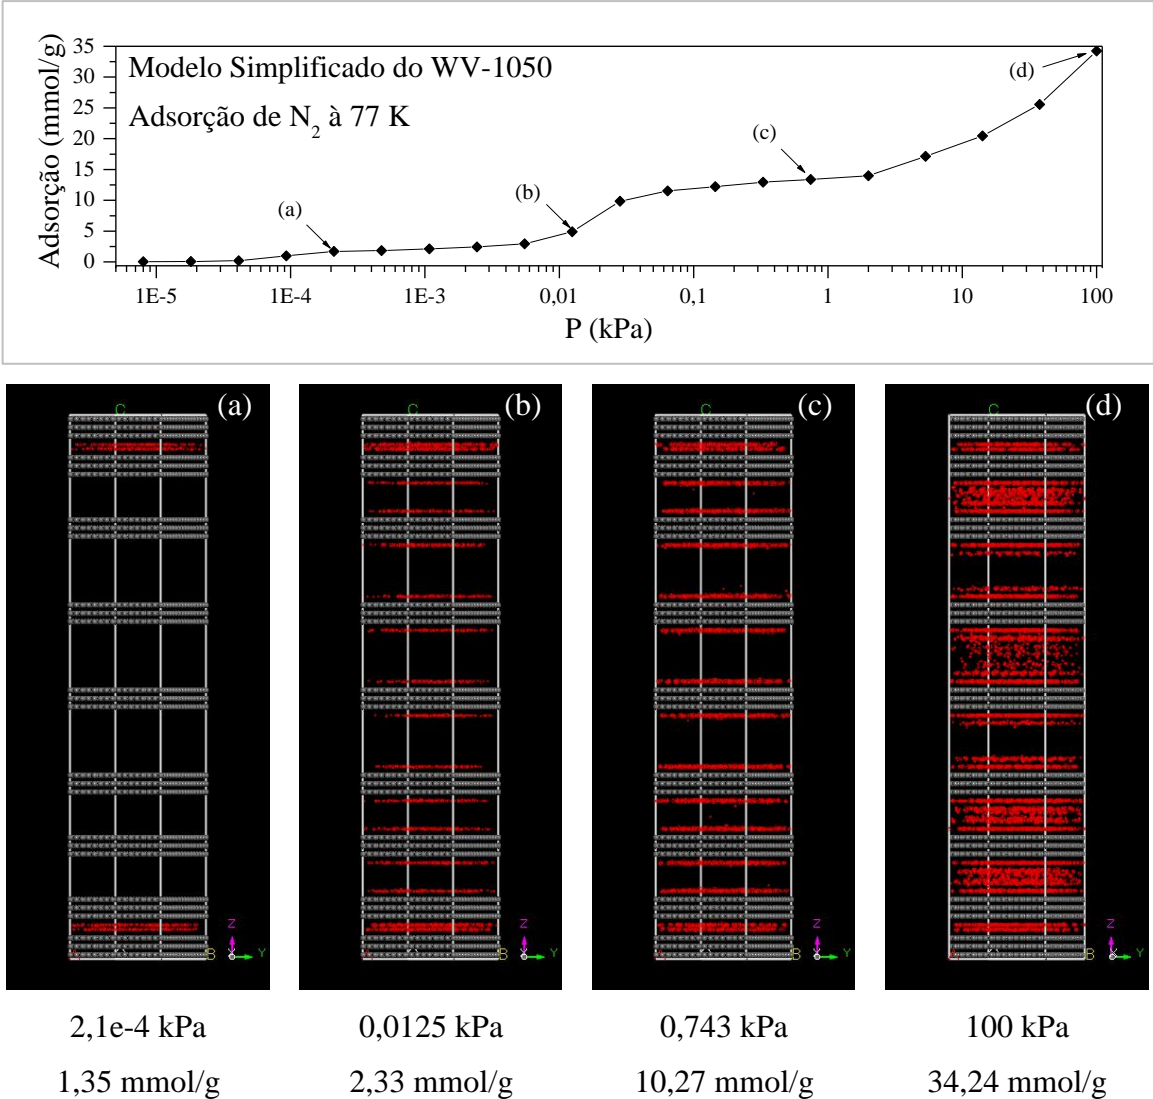 Modelo Simplificado do WV-1050
Adsorção de N₂ à 77 K
Adsorção (mmol/g)
35
30
25
20
15
10
5
0
(a)
(b)
(c)
(d)
1E-5 1E-4 1E-3 0,01 0,1 1 10 100
P (kPa)
(a) (b) (c) (d)
C C C C
Z Z Z Z
A B X Y A B X Y A B X Y A B X Y
2,1e-4 kPa 0,0125 kPa 0,743 kPa 100 kPa
1,35 mmol/g 2,33 mmol/g 10,27 mmol/g 34,24 mmol/g